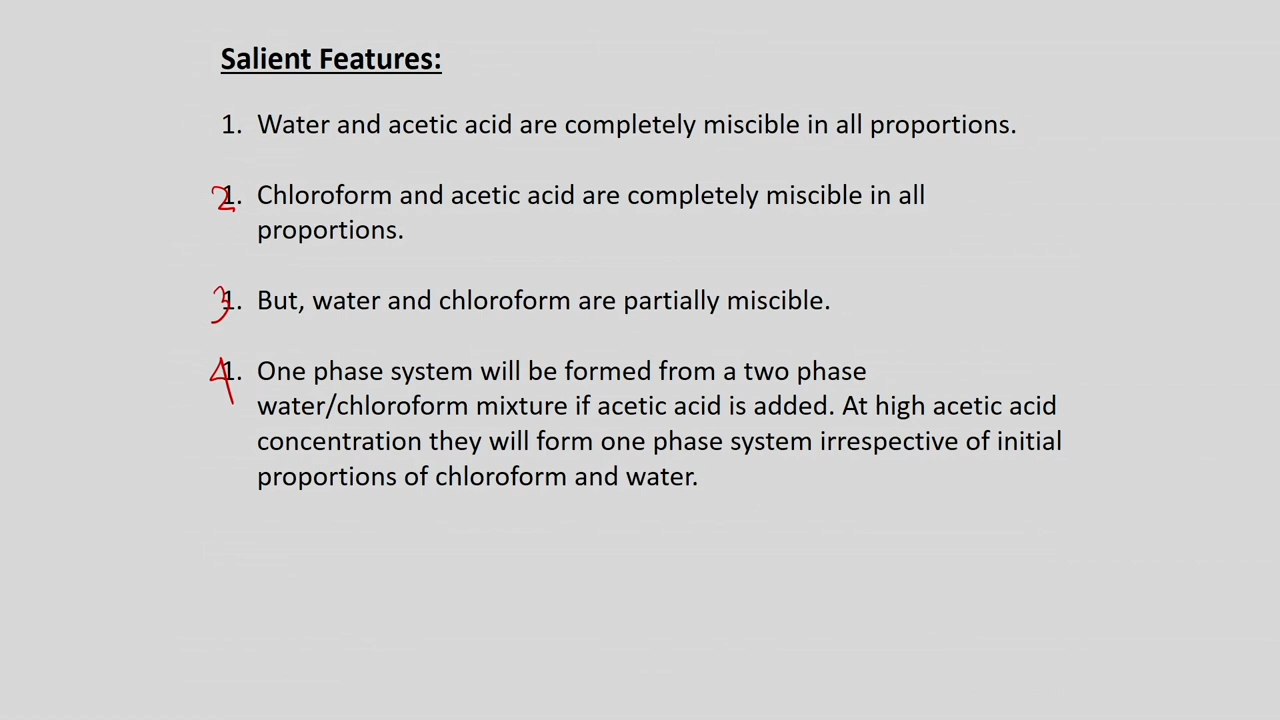 Salient Features:
1. Water and acetic acid are completely miscible in all proportions.
2 1. Chloroform and acetic acid are completely miscible in all
proportions.
3 1. But, water and chloroform are partially miscible.
4 1. One phase system will be formed from a two phase
water/chloroform mixture if acetic acid is added. At high acetic acid
concentration they will form one phase system irrespective of initial
proportions of chloroform and water.